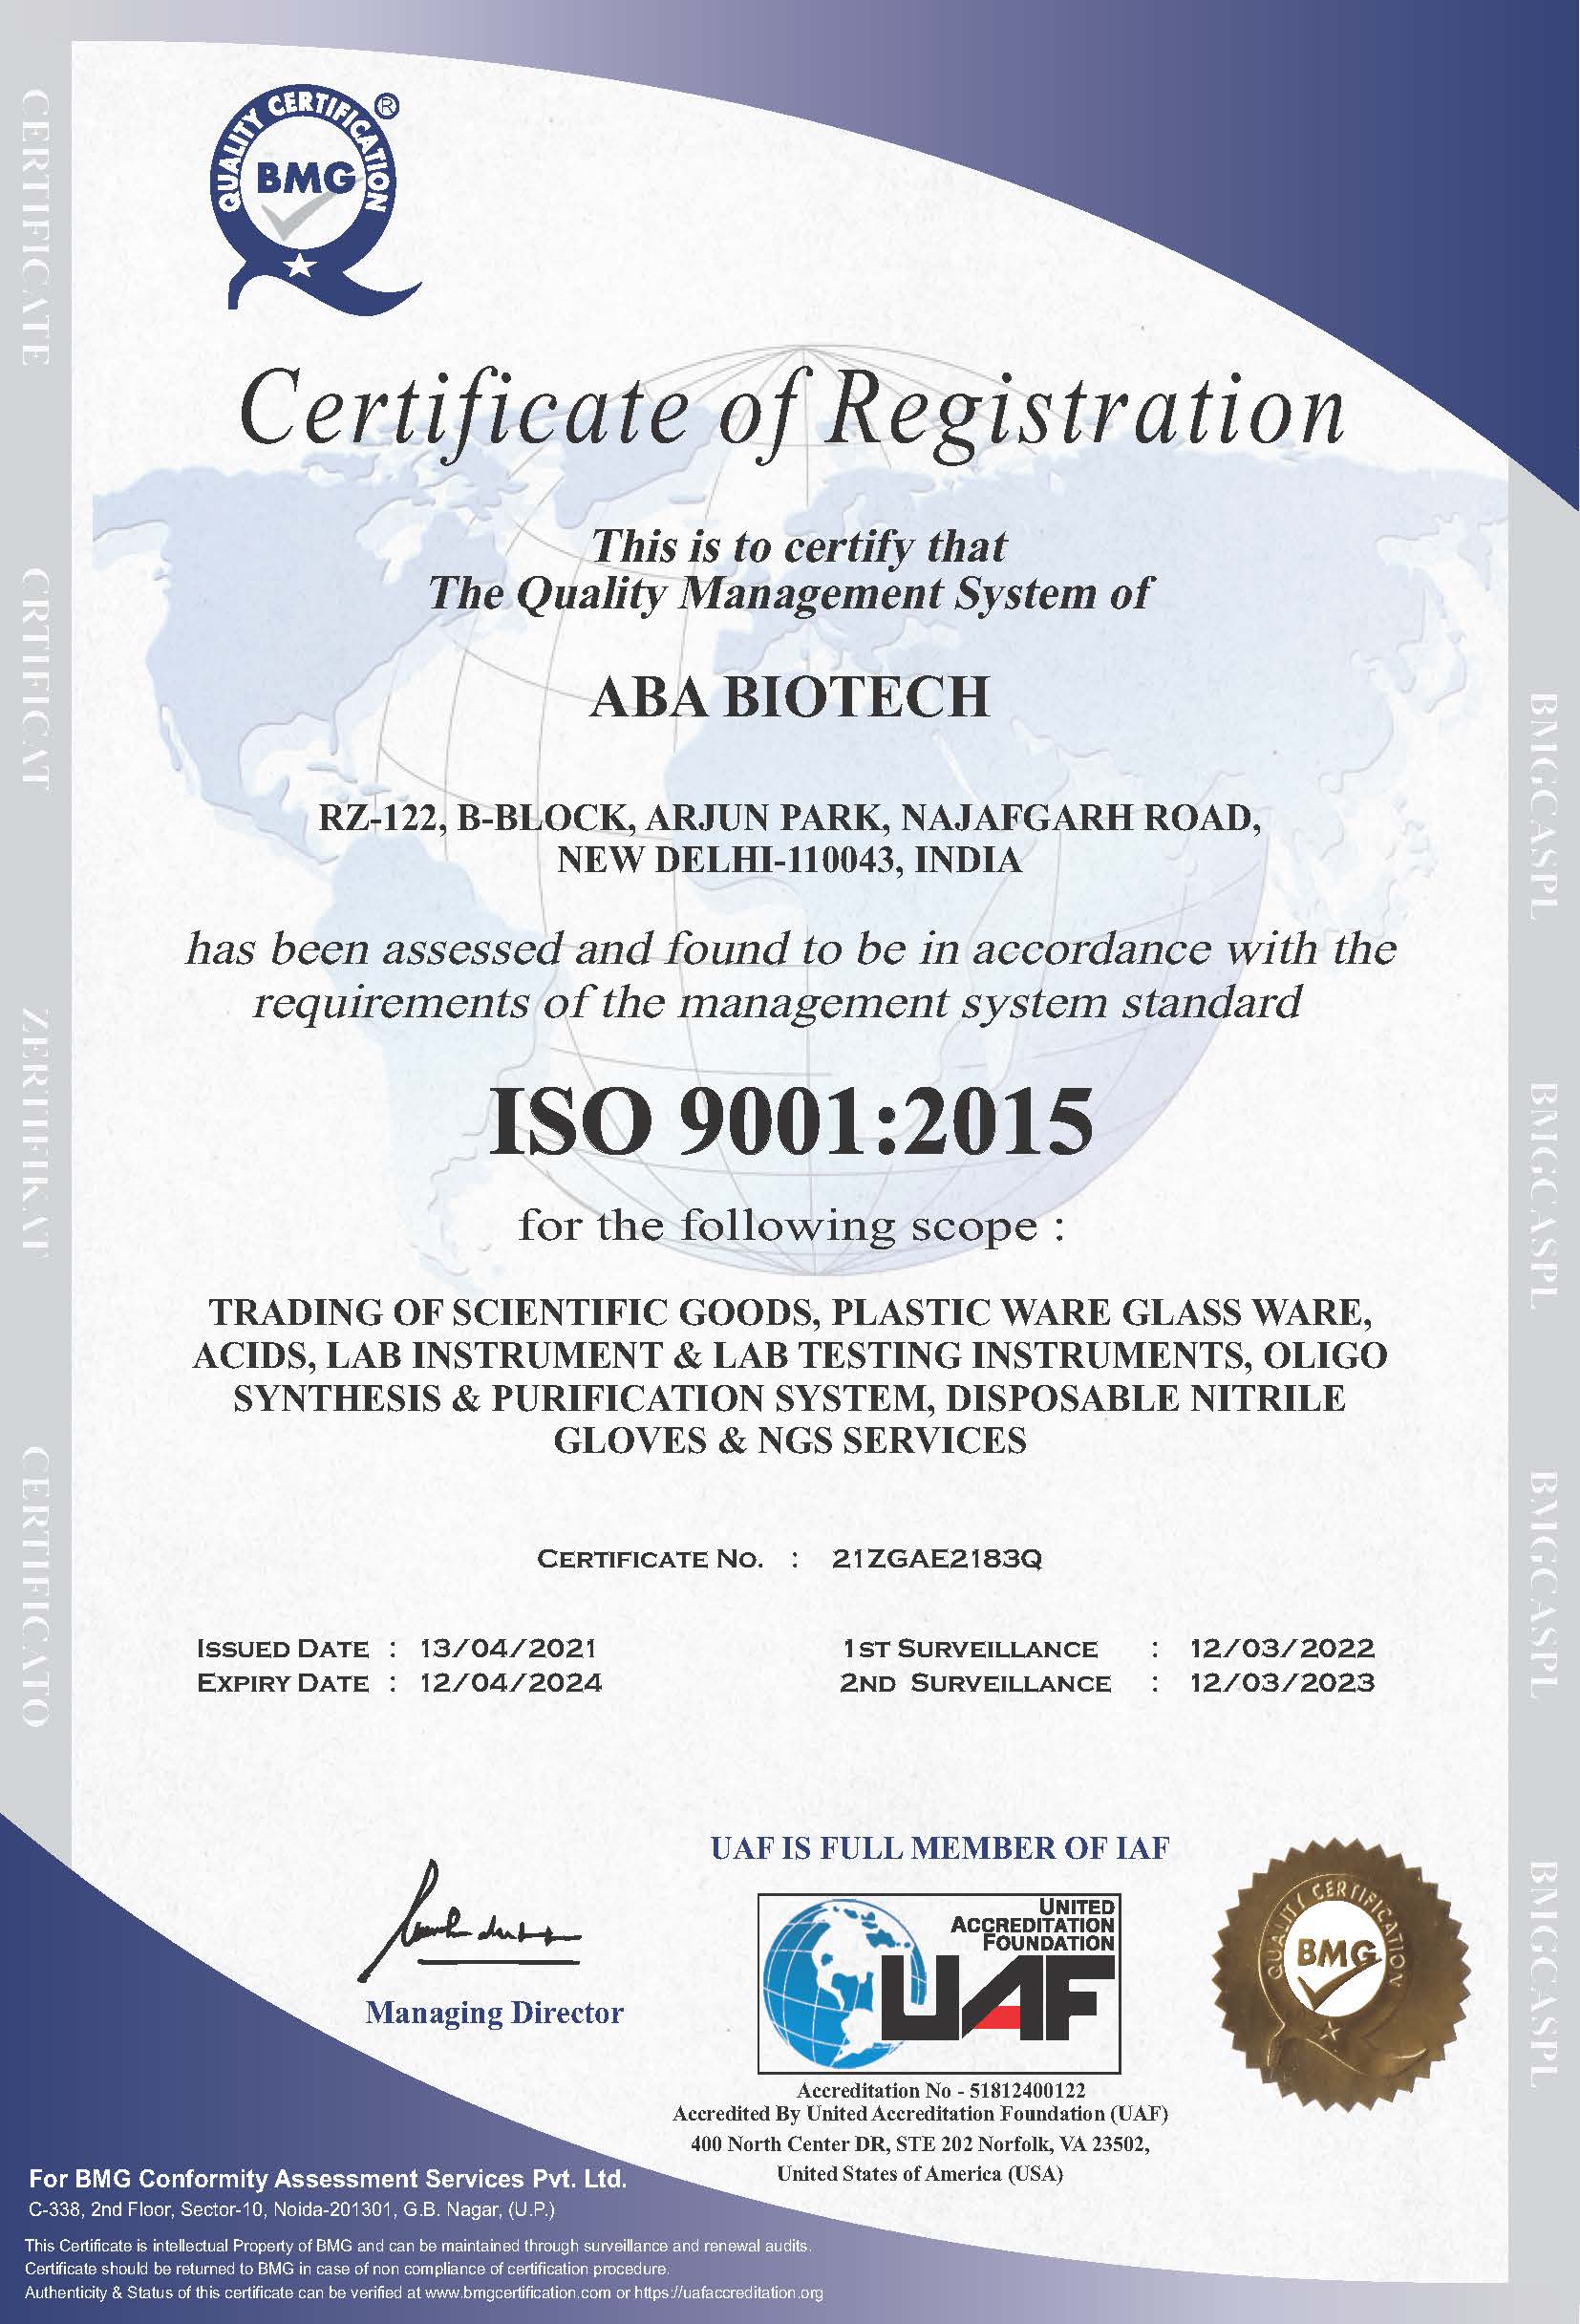 QUALITY CERTIFICATION ®
BMG
Certificate of Registration
This is to certify that
The Quality Management System of
ABA BIOTECH
RZ-122, B-BLOCK, ARJUN PARK, NAJAFGARH ROAD,
NEW DELHI-110043, INDIA
has been assessed and found to be in accordance with the
requirements of the management system standard
ISO 9001:2015
for the following scope :
TRADING OF SCIENTIFIC GOODS, PLASTIC WARE GLASS WARE,
ACIDS, LAB INSTRUMENT & LAB TESTING INSTRUMENTS, OLIGO
SYNTHESIS & PURIFICATION SYSTEM, DISPOSABLE NITRILE
GLOVES & NGS SERVICES
CERTIFICATE NO. : 21ZGAE2183Q
ISSUED DATE : 13/04/2021
EXPIRY DATE : 12/04/2024
1ST SURVEILLANCE : 12/03/2022
2ND SURVEILLANCE : 12/03/2023
Managing Director
UAF IS FULL MEMBER OF IAF
UNITED
ACCREDITATION
FOUNDATION
UAF
Accreditation No - 51812400122
Accredited By United Accreditation Foundation (UAF)
400 North Center DR, STE 202 Norfolk, VA 23502,
United States of America (USA)
QUALITY CERTIFICATION
BMG
For BMG Conformity Assessment Services Pvt. Ltd.
C-338, 2nd Floor, Sector-10, Noida-201301, G.B. Nagar, (U.P.)
This Certificate is intellectual Property of BMG and can be maintained through surveillance and renewal audits.
Certificate should be returned to BMG in case of non compliance of certification procedure.
Authenticity & Status of this certificate can be verified at www.bmgcertification.com or https://uafaccreditation.org
CERTIFICATE
CRTIFICAT
ZERTIFIKAT
CERTIFICATO
BMGCASPL
BMGCASPL
BMGCASPL
BMGCASPL